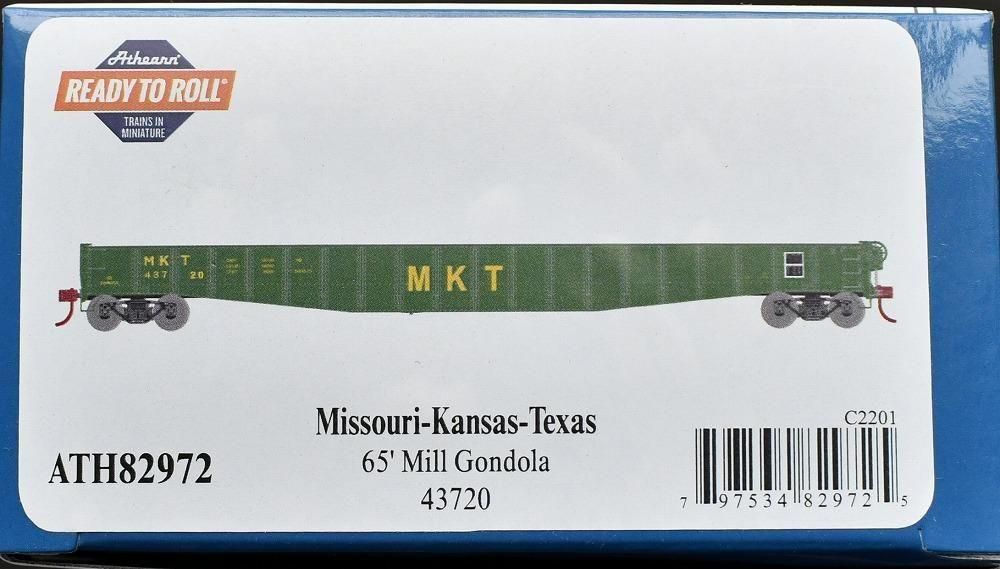 Athearn
READY TO ROLL
TRAINS IN
MINIATURE
M K T
437 20
M K T
Missouri-Kansas-Texas
65' Mill Gondola
43720
ATH82972
C2201
7 97534 82972 5